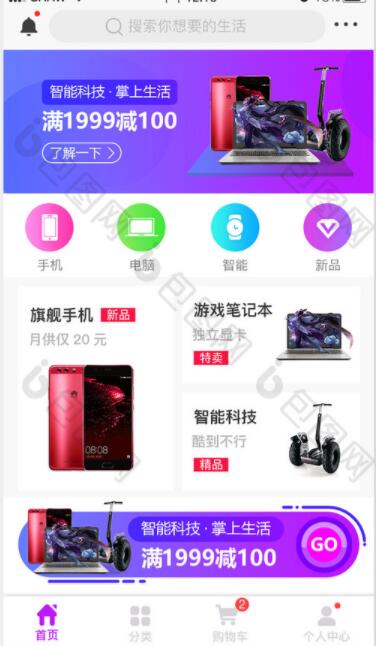 搜索你想要的生活
智能科技·掌上生活
满1999减100
了解一下
手机
电脑
智能
新品
旗舰手机 新品
月供仅 20 元
游戏笔记本
独立显卡
特卖
08:08
智能科技
酷到不行
精品
智能科技·掌上生活
满1999减100
GO
首页
分类
2
购物车
个人中心
包图网